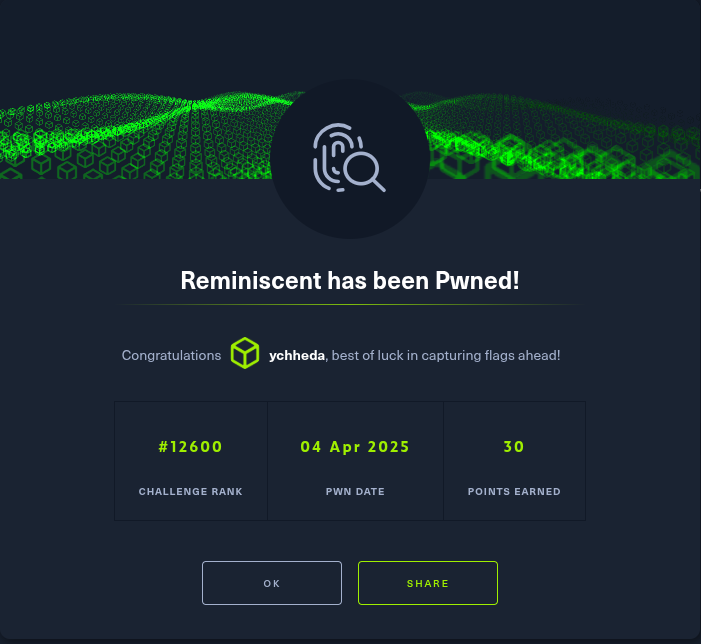 Reminiscent has been Pwned!
Congratulations ychheda, best of luck in capturing flags ahead!
#12600 04 Apr 2025 30
CHALLENGE RANK PWN DATE POINTS EARNED
OK SHARE